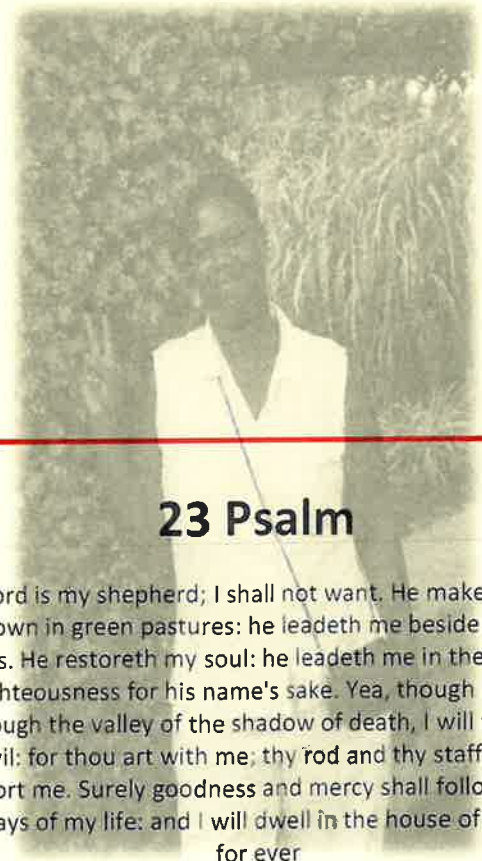 23 Psalm
ord is my shepherd; I shall not want. He make
own in green pastures: he leadeth me beside
s. He restoreth my soul: he leadeth me in the
hteousness for his name's sake. Yea, though
ough the valley of the shadow of death, I will
il: for thou art with me; thy rod and thy staff
ort me. Surely goodness and mercy shall follo
ays of my life: and I will dwell in the house of
for ever